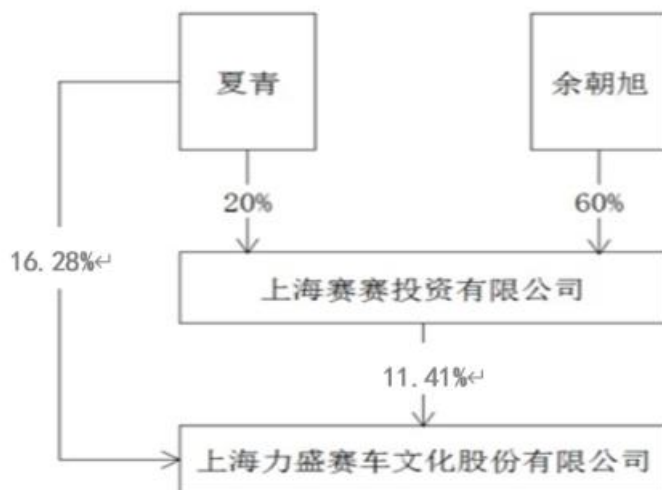 夏青
余朝旭
20%
60%
16.28%↵
上海赛赛投资有限公司
11.41%↵
上海力盛赛车文化股份有限公司